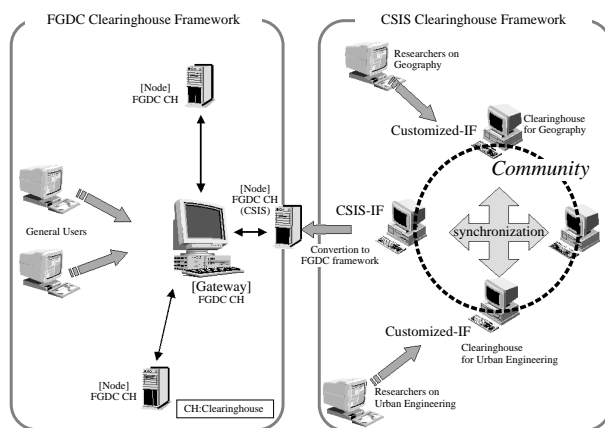 FGDC Clearinghouse Framework
[Node]
FGDC CH
General Users
[Node]
FGDC CH
(CSIS)
[Gateway]
FGDC CH
[Node]
FGDC CH
CH:Clearinghouse
CSIS Clearinghouse Framework
Researchers on
Geography
Customized-IF
Clearinghouse
for Geography
Community
CSIS-IF
Convertion to
FGDC framework
synchronization
Customized-IF
Clearinghouse
for Urban Engineering
Researchers on
Urban Engineering